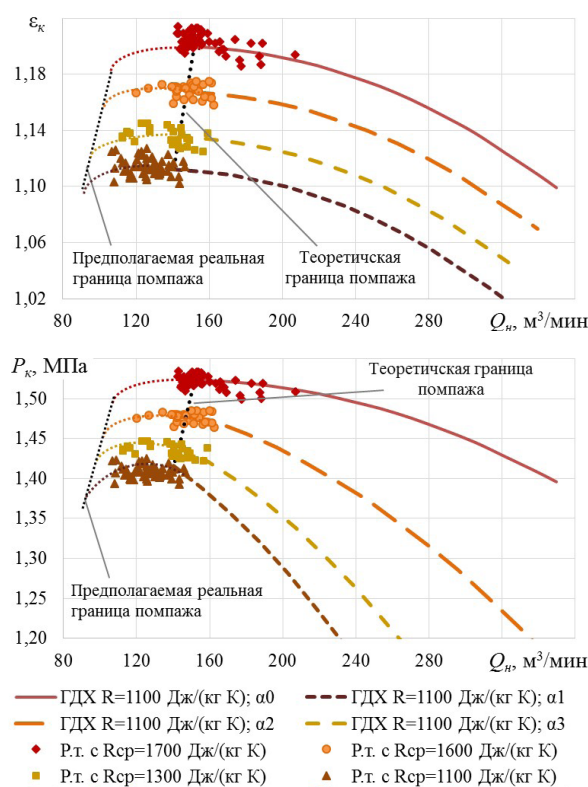 εк
1,18
1,14
1,10
1,06
1,02
Предполагаемая реальная
граница помпажа
Теоретичская
граница помпажа
80 120 160 200 240 280 Qн, м³/мин
Pк, МПа
1,50
1,45
1,40
1,35
1,30
1,25
1,20
Теоретичская граница
помпажа
Предполагаемая реальная
граница помпажа
80 120 160 200 240 280 Qн, м³/мин
ГДХ R=1100 Дж/(кг К); α0
ГДХ R=1100 Дж/(кг К); α1
ГДХ R=1100 Дж/(кг К); α2
ГДХ R=1100 Дж/(кг К); α3
Р.т. с Rср=1700 Дж/(кг К)
Р.т. с Rср=1600 Дж/(кг К)
Р.т. с Rср=1300 Дж/(кг К)
Р.т. с Rср=1100 Дж/(кг К)